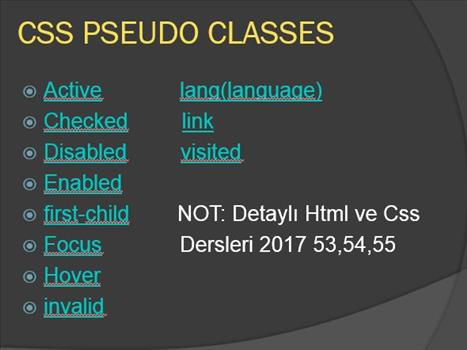 CSS PSEUDO CLASSES
Active lang(language)
Checked link
Disabled visited
Enabled
first-child NOT: Detaylı Html ve Css
Focus Dersleri 2017 53,54,55
Hover
invalid